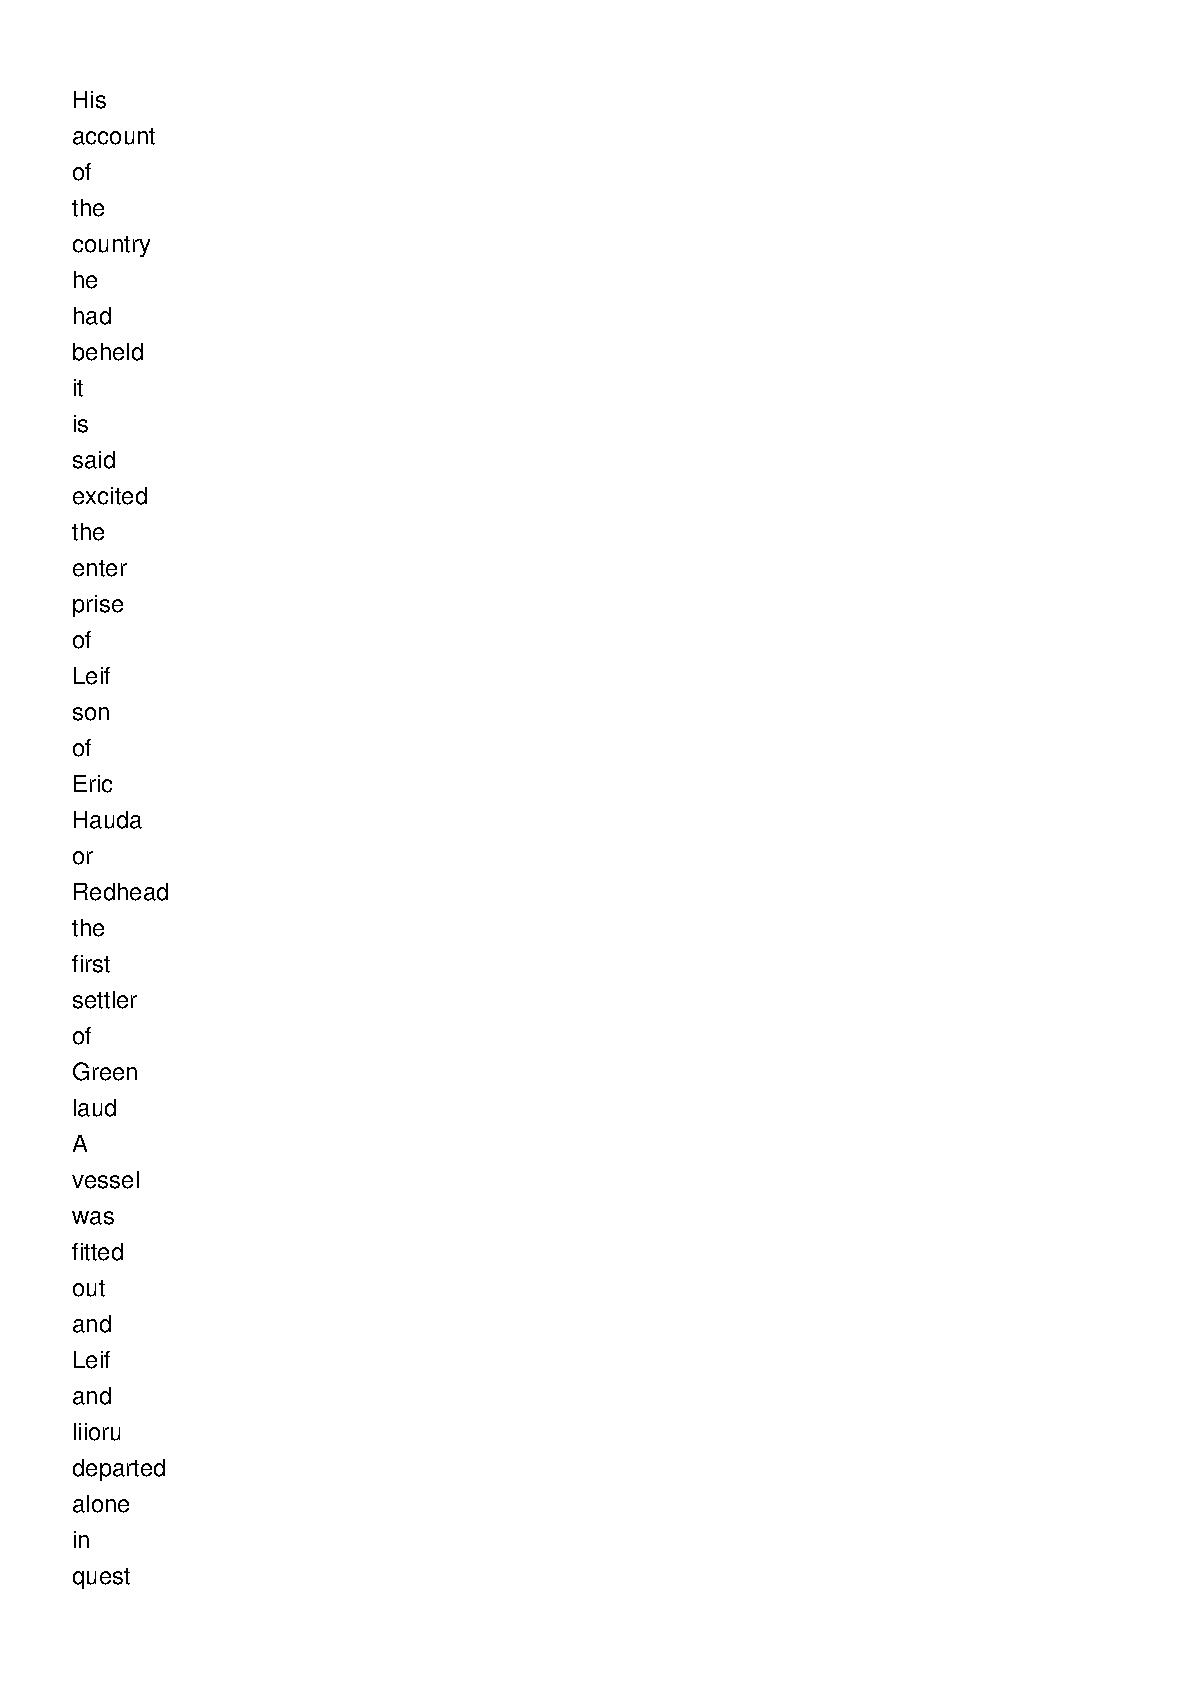 His
account
of
the
country
he
had
beheld
it
is
said
excited
the
enter
prise
of
Leif
son
of
Eric
Hauda
or
Redhead
the
first
settler
of
Green
laud
A
vessel
was
fitted
out
and
Leif
and
liioru
departed
alone
in
quest